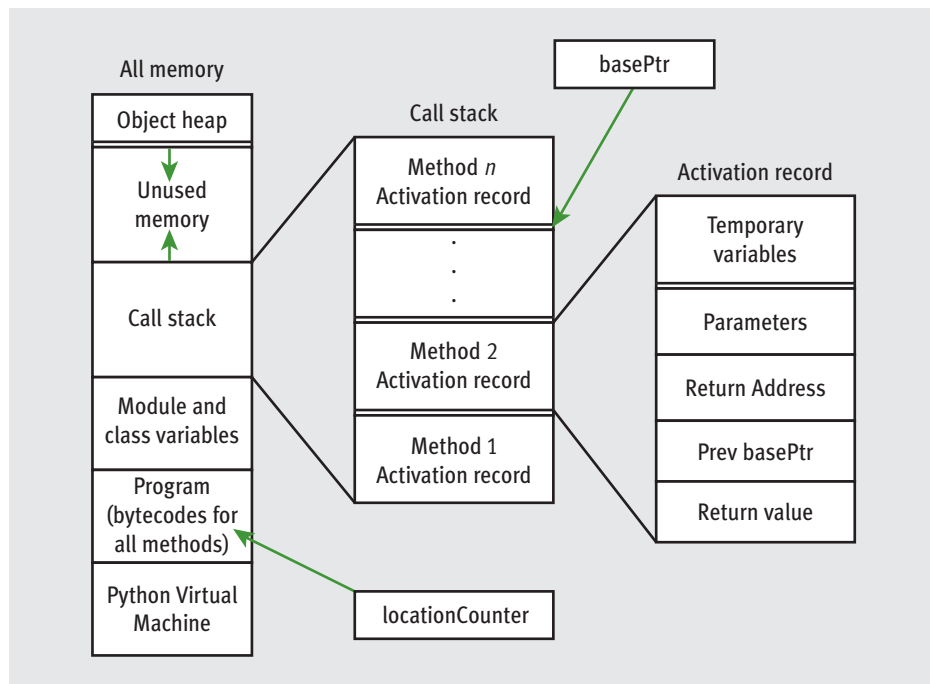 All memory
Object heap
Unused
memory
Call stack
Module and
class variables
Program
(bytecodes for
all methods)
Python Virtual
Machine
Call stack
Method n
Activation record
.
.
.
Method 2
Activation record
Method 1
Activation record
basePtr
locationCounter
Activation record
Temporary
variables
Parameters
Return Address
Prev basePtr
Return value